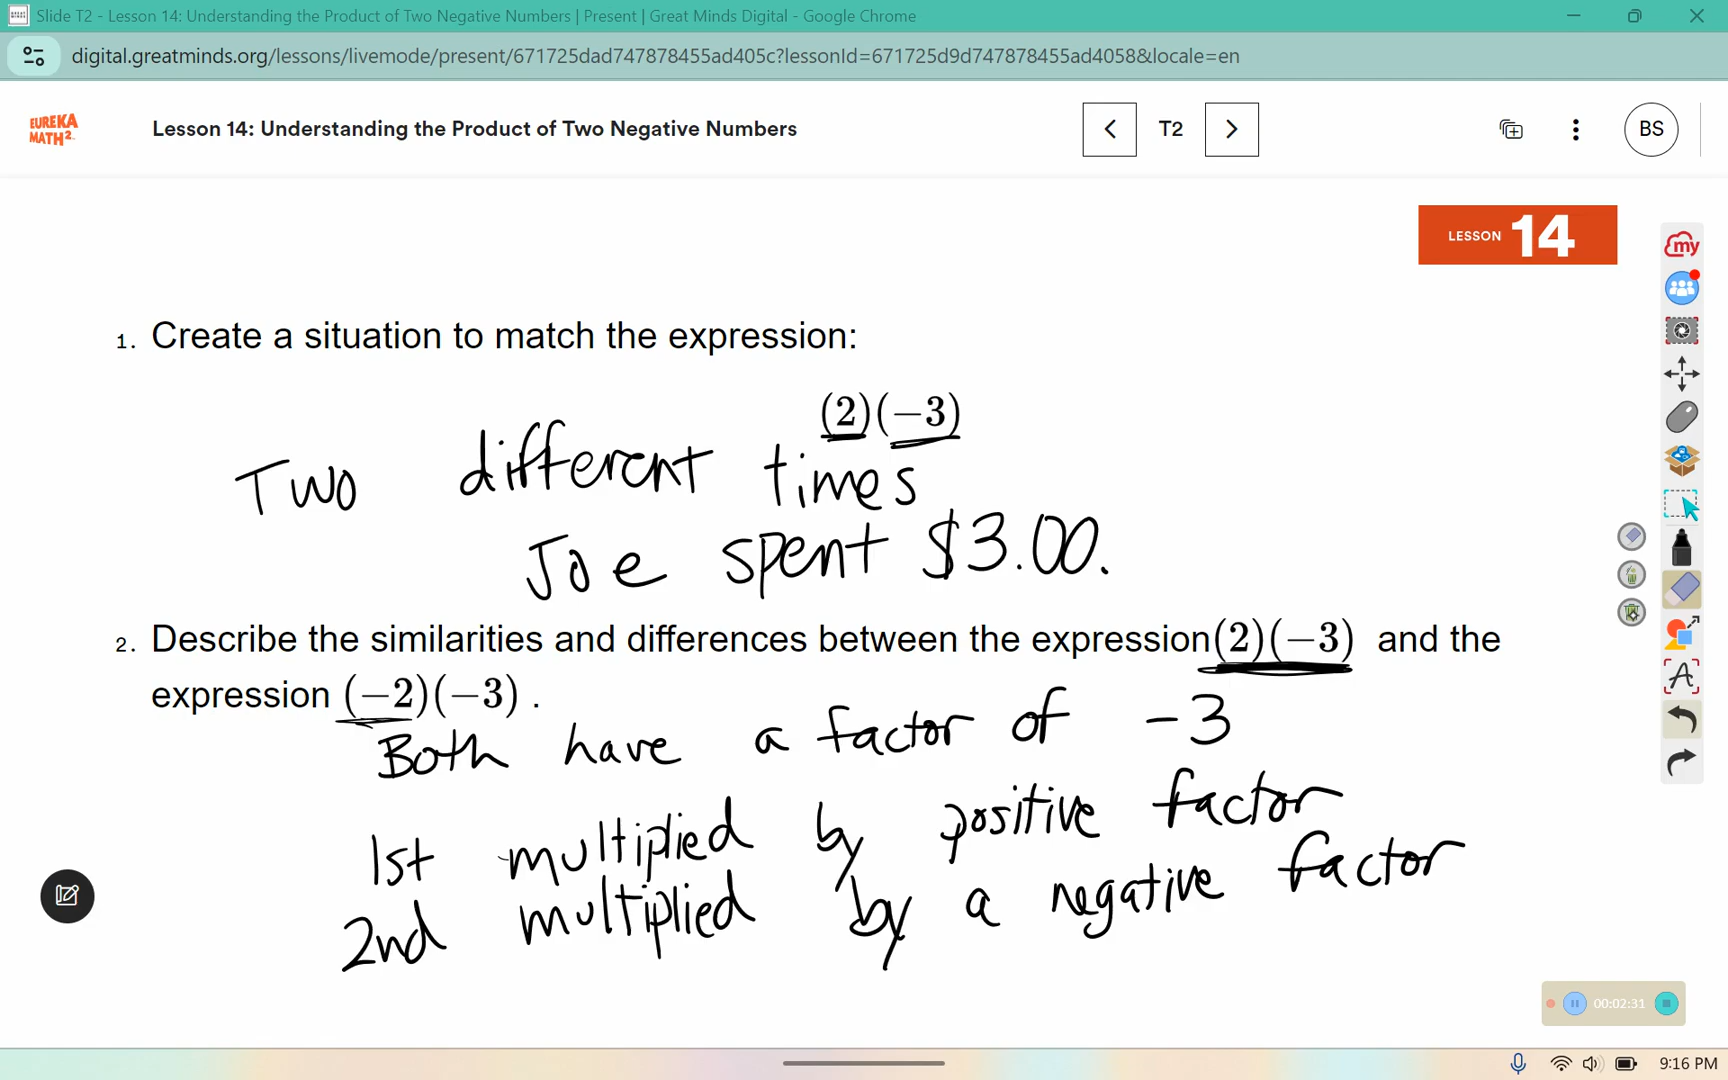 Slide T2 - Lesson 14: Understanding the Product of Two Negative Numbers | Present | Great Minds Digital - Google Chrome
digital.greatminds.org/lessons/livemode/present/671725dad747878455ad405c?lessonId=671725d9d747878455ad4058&locale=en
EUREKA MATH²
Lesson 14: Understanding the Product of Two Negative Numbers
T2
BS
LESSON 14
my
1. Create a situation to match the expression:
(2)(−3)
Two different times
Joe spent $3.00.
2. Describe the similarities and differences between the expression (2)(−3) and the
expression (−2)(−3) .
Both have a factor of -3
1st multiplied by positive factor
2nd multiplied by a negative factor
A
00:02:31
9:16 PM